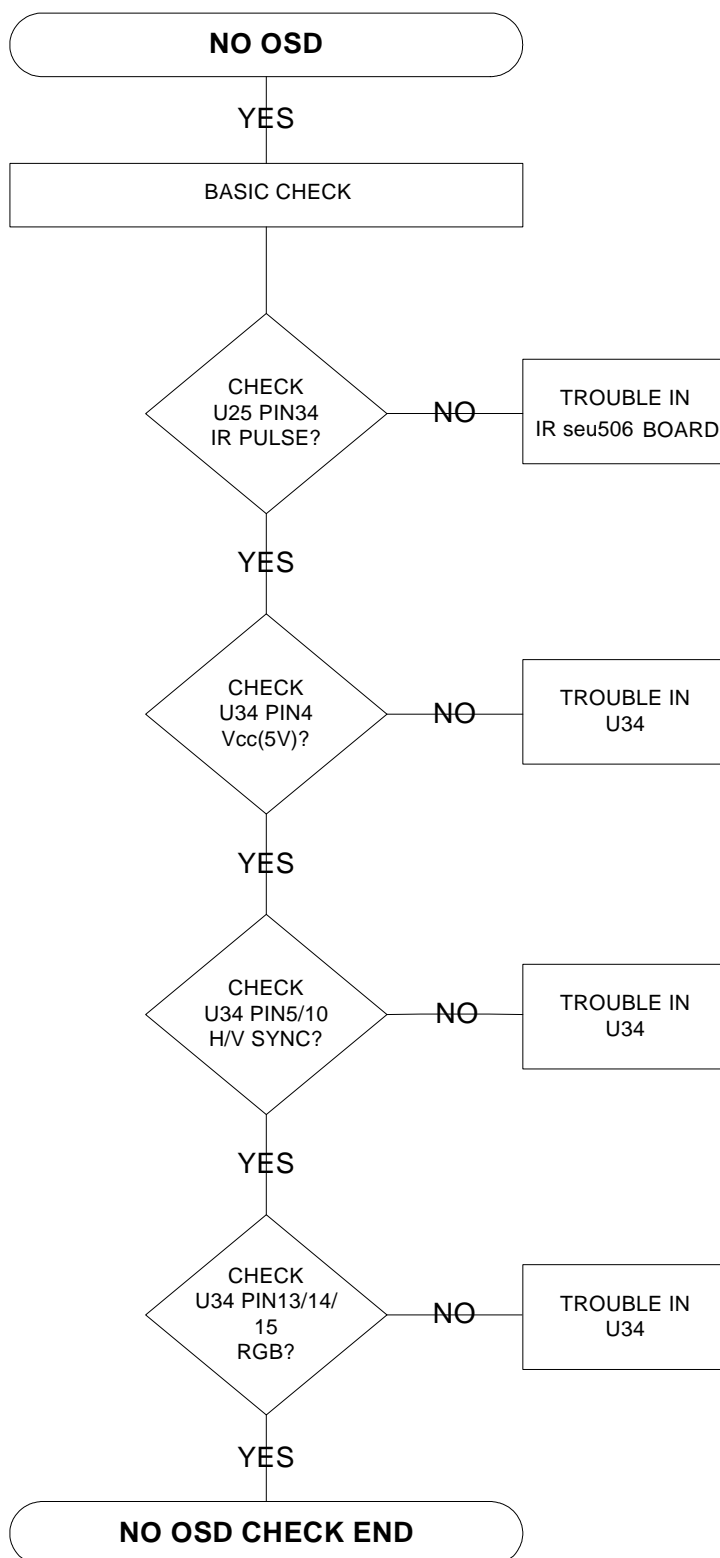 NO OSD
YES
BASIC CHECK
CHECK
U25 PIN34
IR PULSE?
NO
TROUBLE IN
IR seu506 BOARD
YES
CHECK
U34 PIN4
Vcc(5V)?
NO
TROUBLE IN
U34
YES
CHECK
U34 PIN5/10
H/V SYNC?
NO
TROUBLE IN
U34
YES
CHECK
U34 PIN13/14/
15
RGB?
NO
TROUBLE IN
U34
YES
NO OSD CHECK END